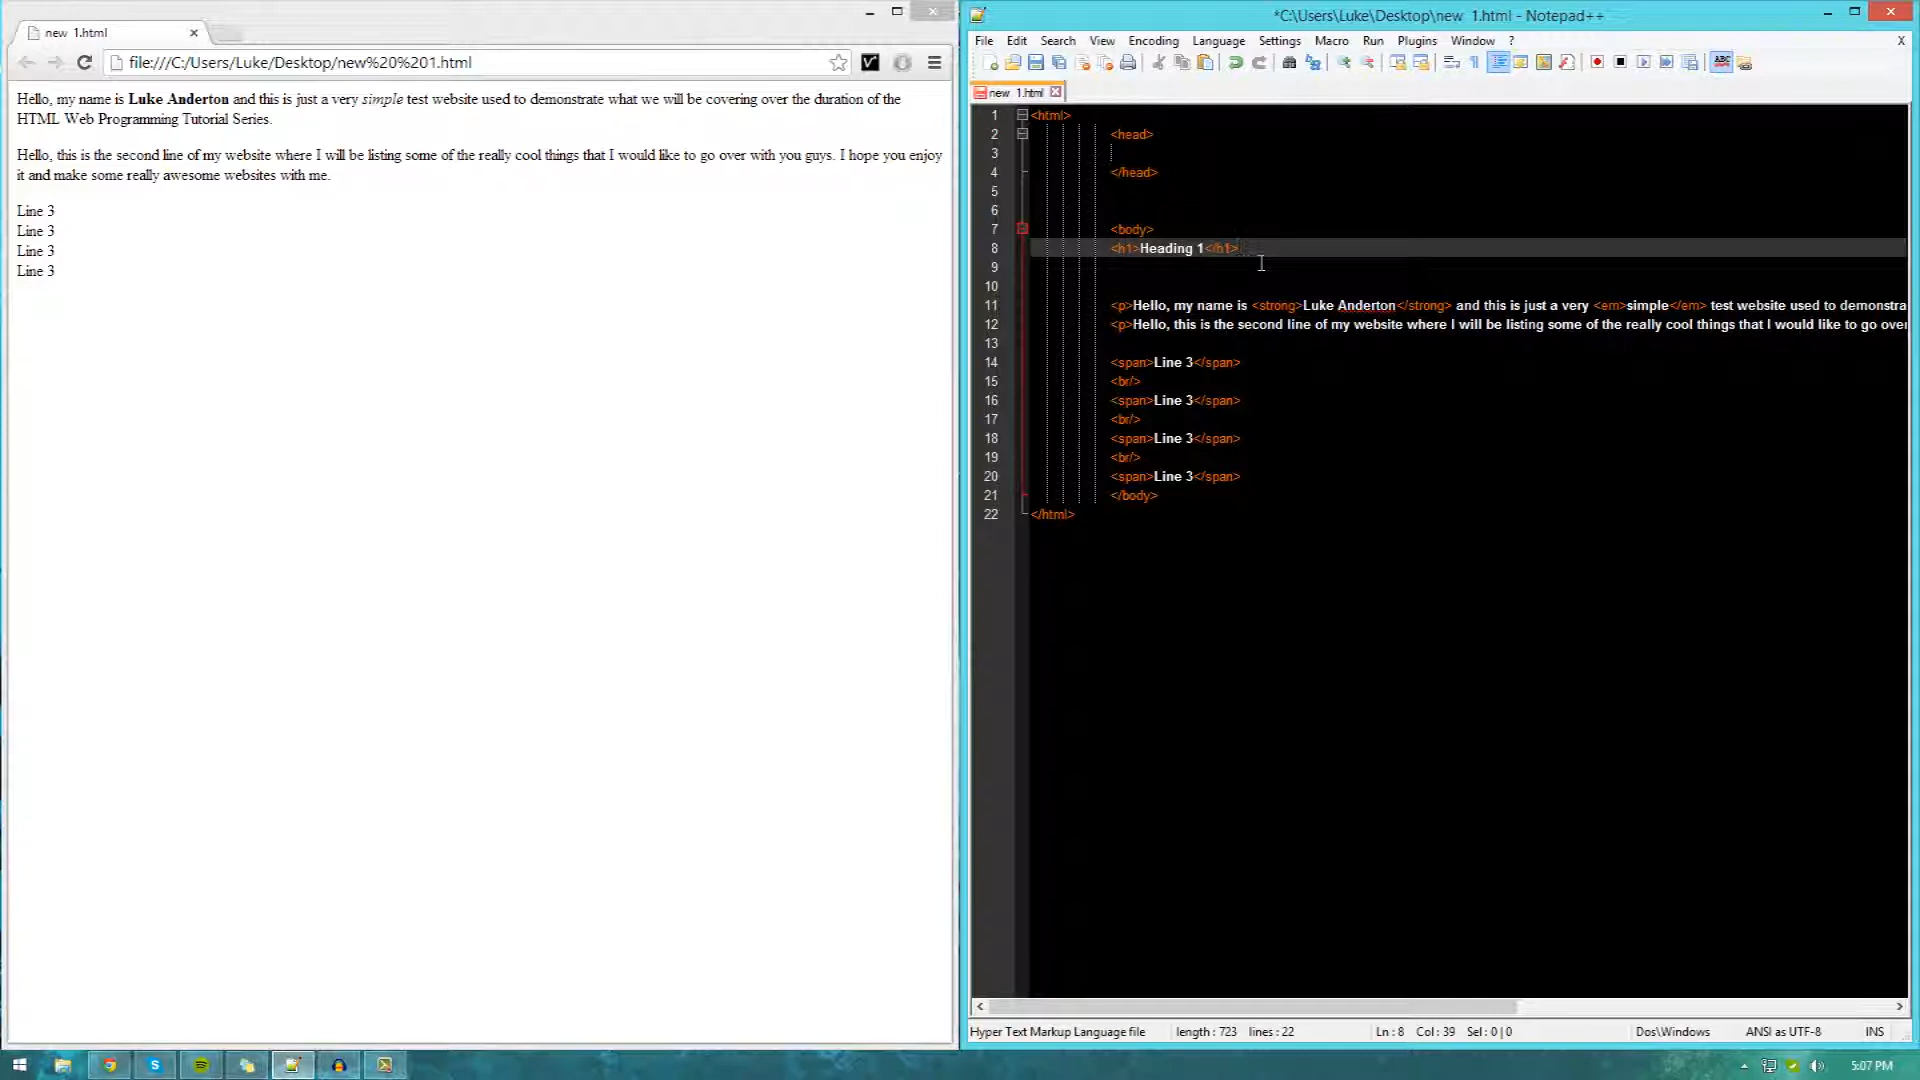 new 1.html
file:///C:/Users/Luke/Desktop/new%20%201.html
Hello, my name is Luke Anderton and this is just a very simple test website used to demonstrate what we will be covering over the duration of the
HTML Web Programming Tutorial Series.
Hello, this is the second line of my website where I will be listing some of the really cool things that I would like to go over with you guys. I hope you enjoy
it and make some really awesome websites with me.
Line 3
Line 3
Line 3
Line 3
*C:\Users\Luke\Desktop\new 1.html - Notepad++
File Edit Search View Encoding Language Settings Macro Run Plugins Window ? X
ABC
new 1.html
1 <html>
2 <head>
3
4 </head>
5
6
7 <body>
8 <h1>Heading 1</h1>
9
10
11 <p>Hello, my name is <strong>Luke Anderton</strong> and this is just a very <em>simple</em> test website used to demonstra
12 <p>Hello, this is the second line of my website where I will be listing some of the really cool things that I would like to go over
13
14 <span>Line 3</span>
15 <br/>
16 <span>Line 3</span>
17 <br/>
18 <span>Line 3</span>
19 <br/>
20 <span>Line 3</span>
21 </body>
22 </html>
Hyper Text Markup Language file length : 723 lines : 22 Ln : 8 Col : 39 Sel : 0 | 0 Dos\Windows ANSI as UTF-8 INS
5:07 PM